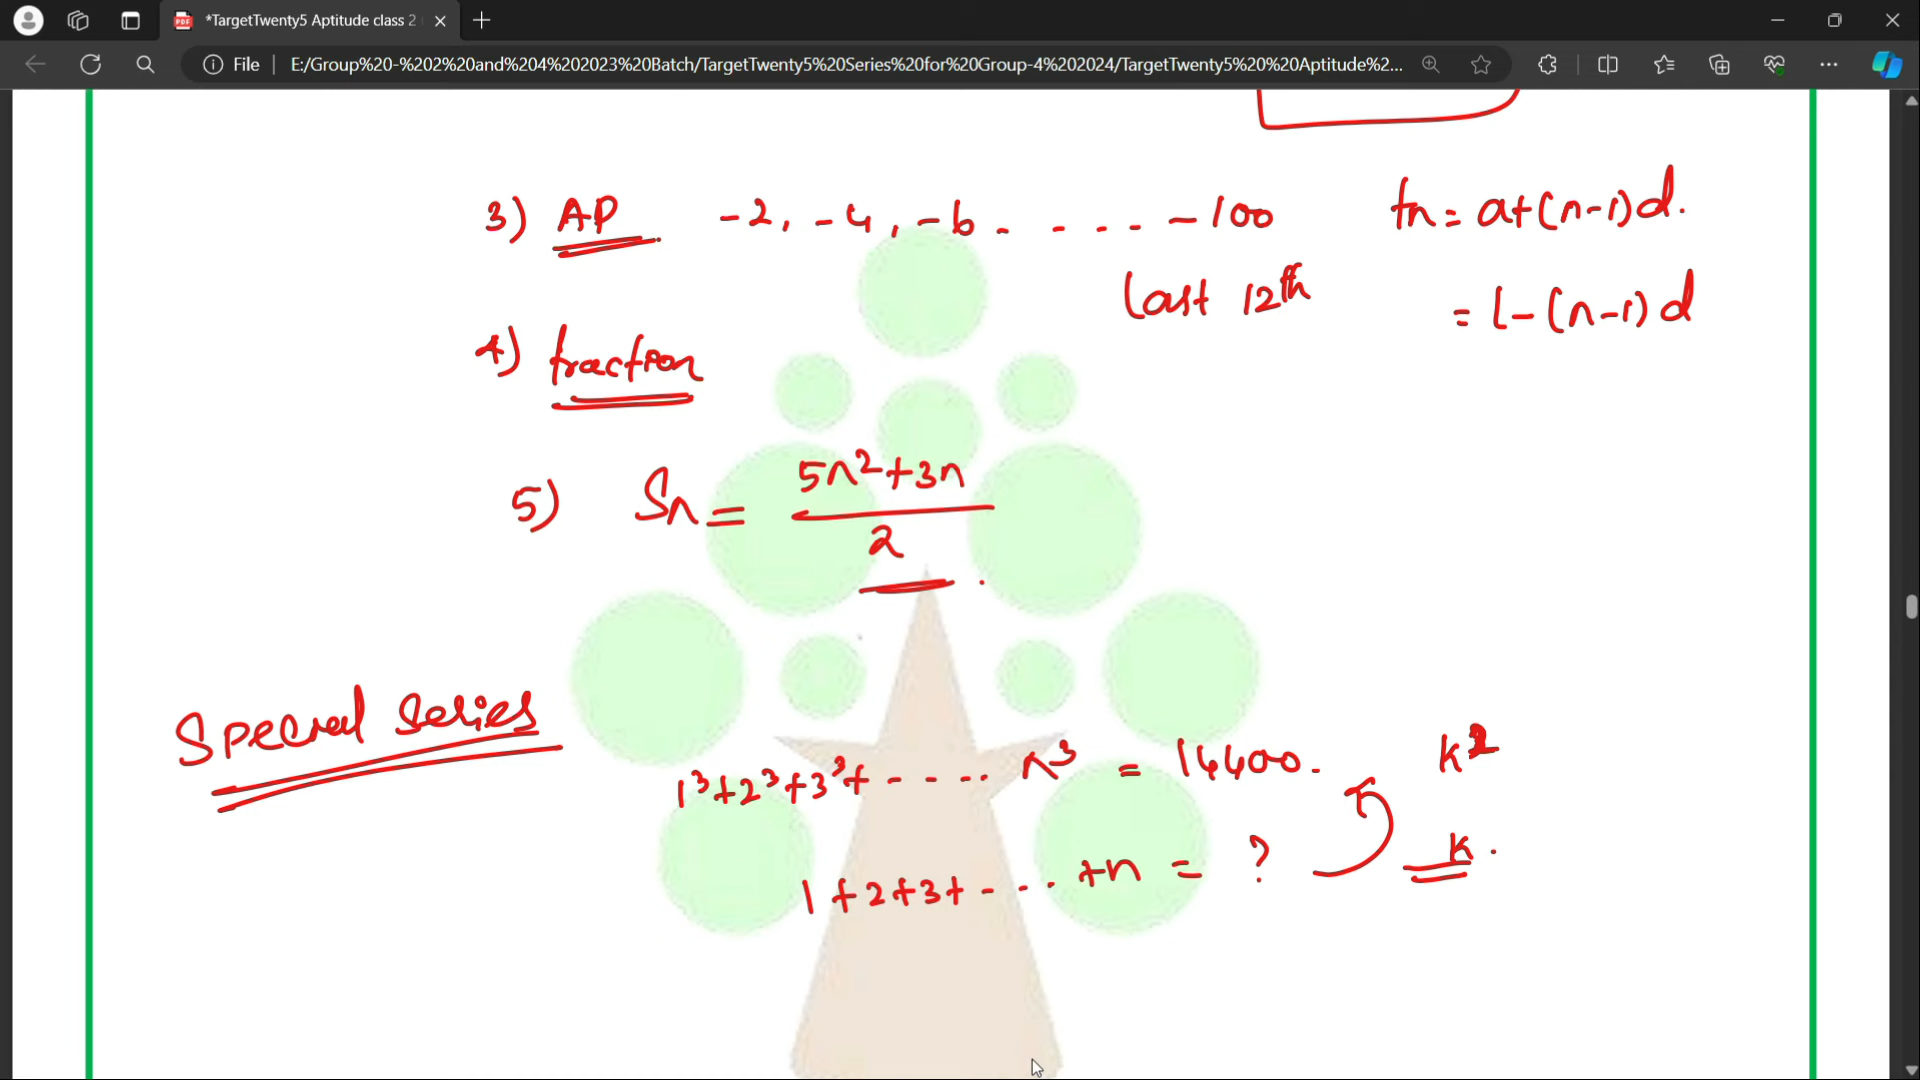 *TargetTwenty5 Aptitude class 2
File
E:/Group%20-%202%20and%204%202023%20Batch/TargetTwenty5%20Series%20for%20Group-4%202024/TargetTwenty5%20%20Aptitude%2...
3) AP -2, -4, -6 . . . . . -100 tn = a+(n-1)d.
Last 12th = l-(n-1)d
4) fraction
5) Sn = 5n²+3n
2
Special Series
1³+2³+3³+ - - - - n³ = 14400. k²
1+2+3+ - - - - +n = ? k.